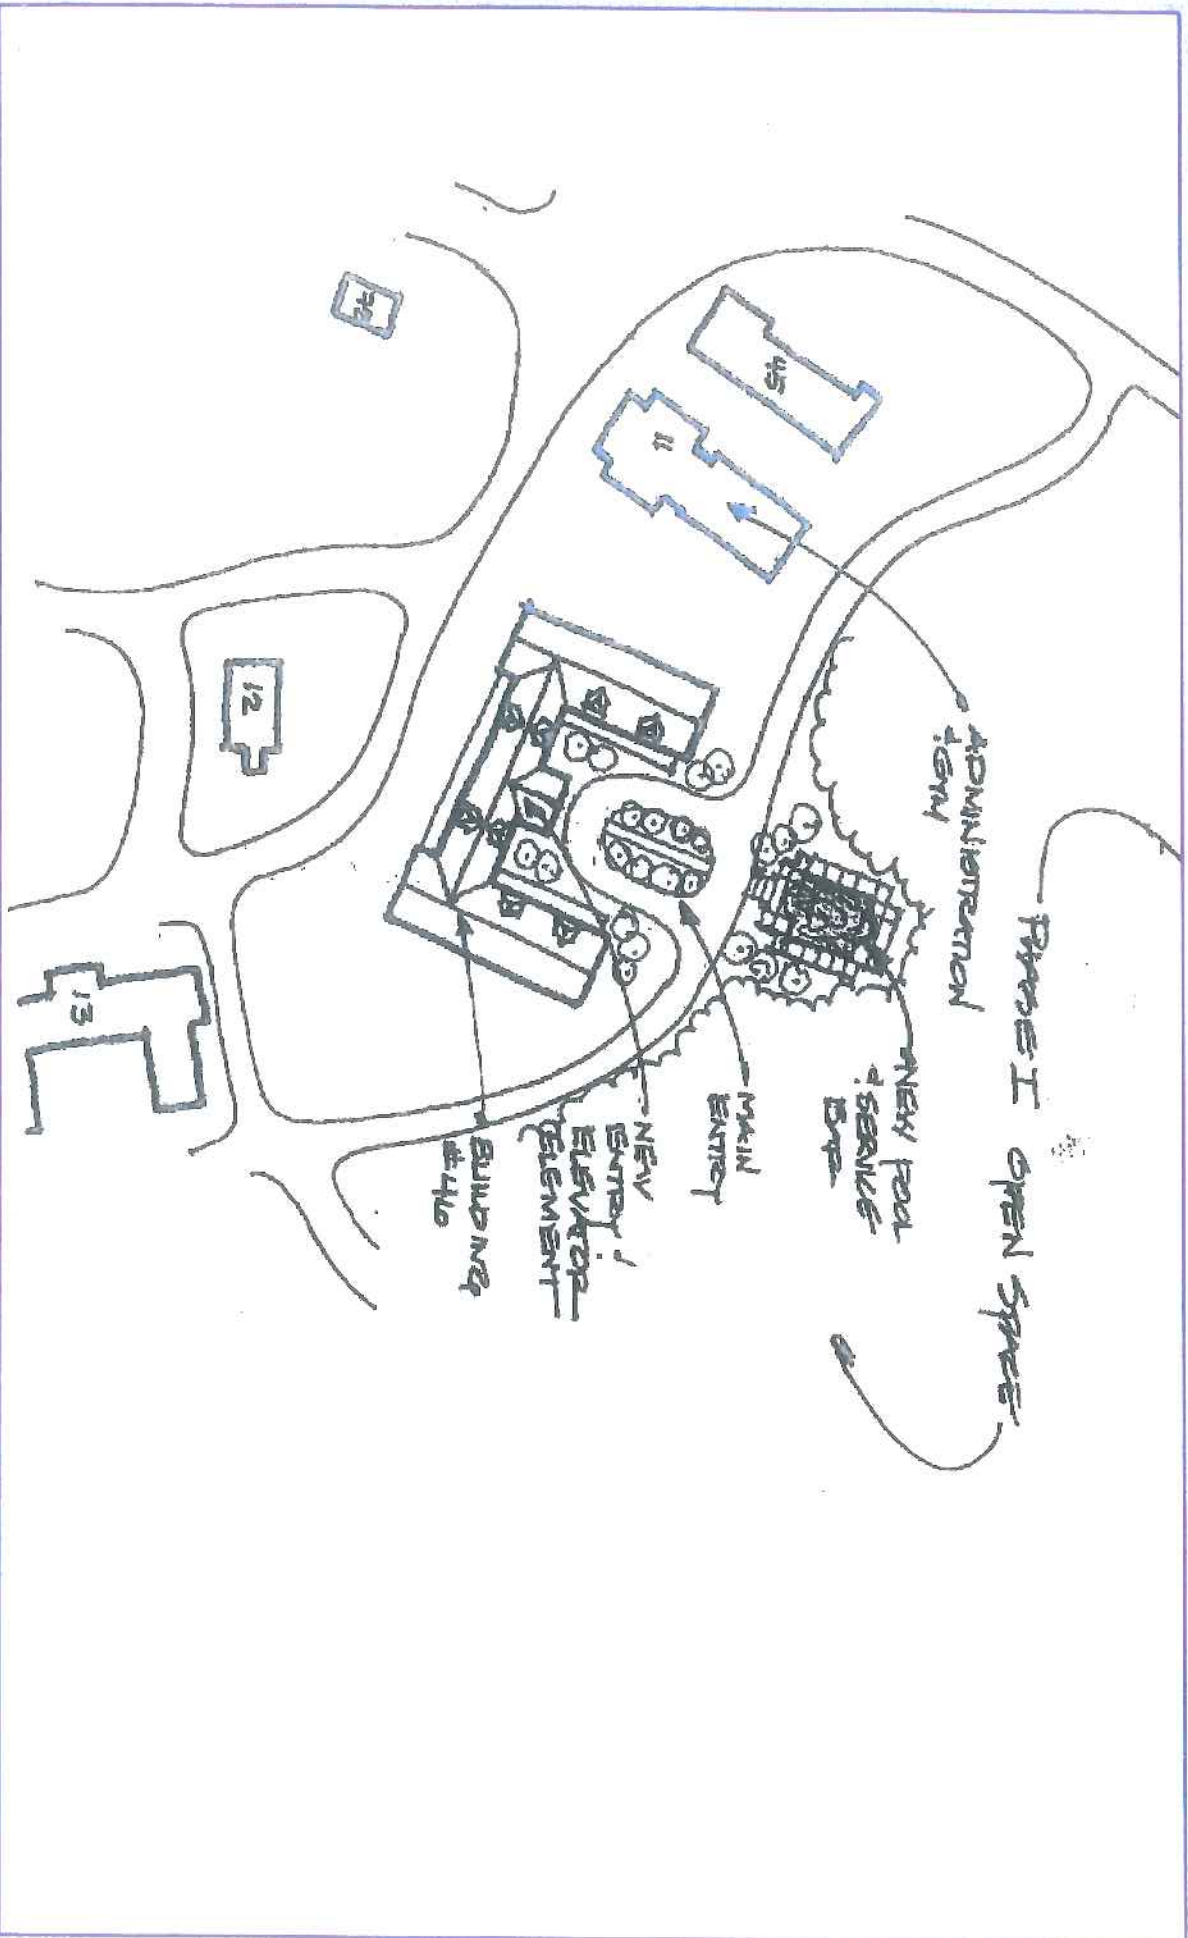 PHASE I OPEN SPACE
ADMINISTRATION
& GYM
NEW POOL
& SERVICE
BAR
MAIN
ENTRY
NEW
ENTRY/
ELEVATOR
ELEMENT
BUILDING
#46
45
11
12
13